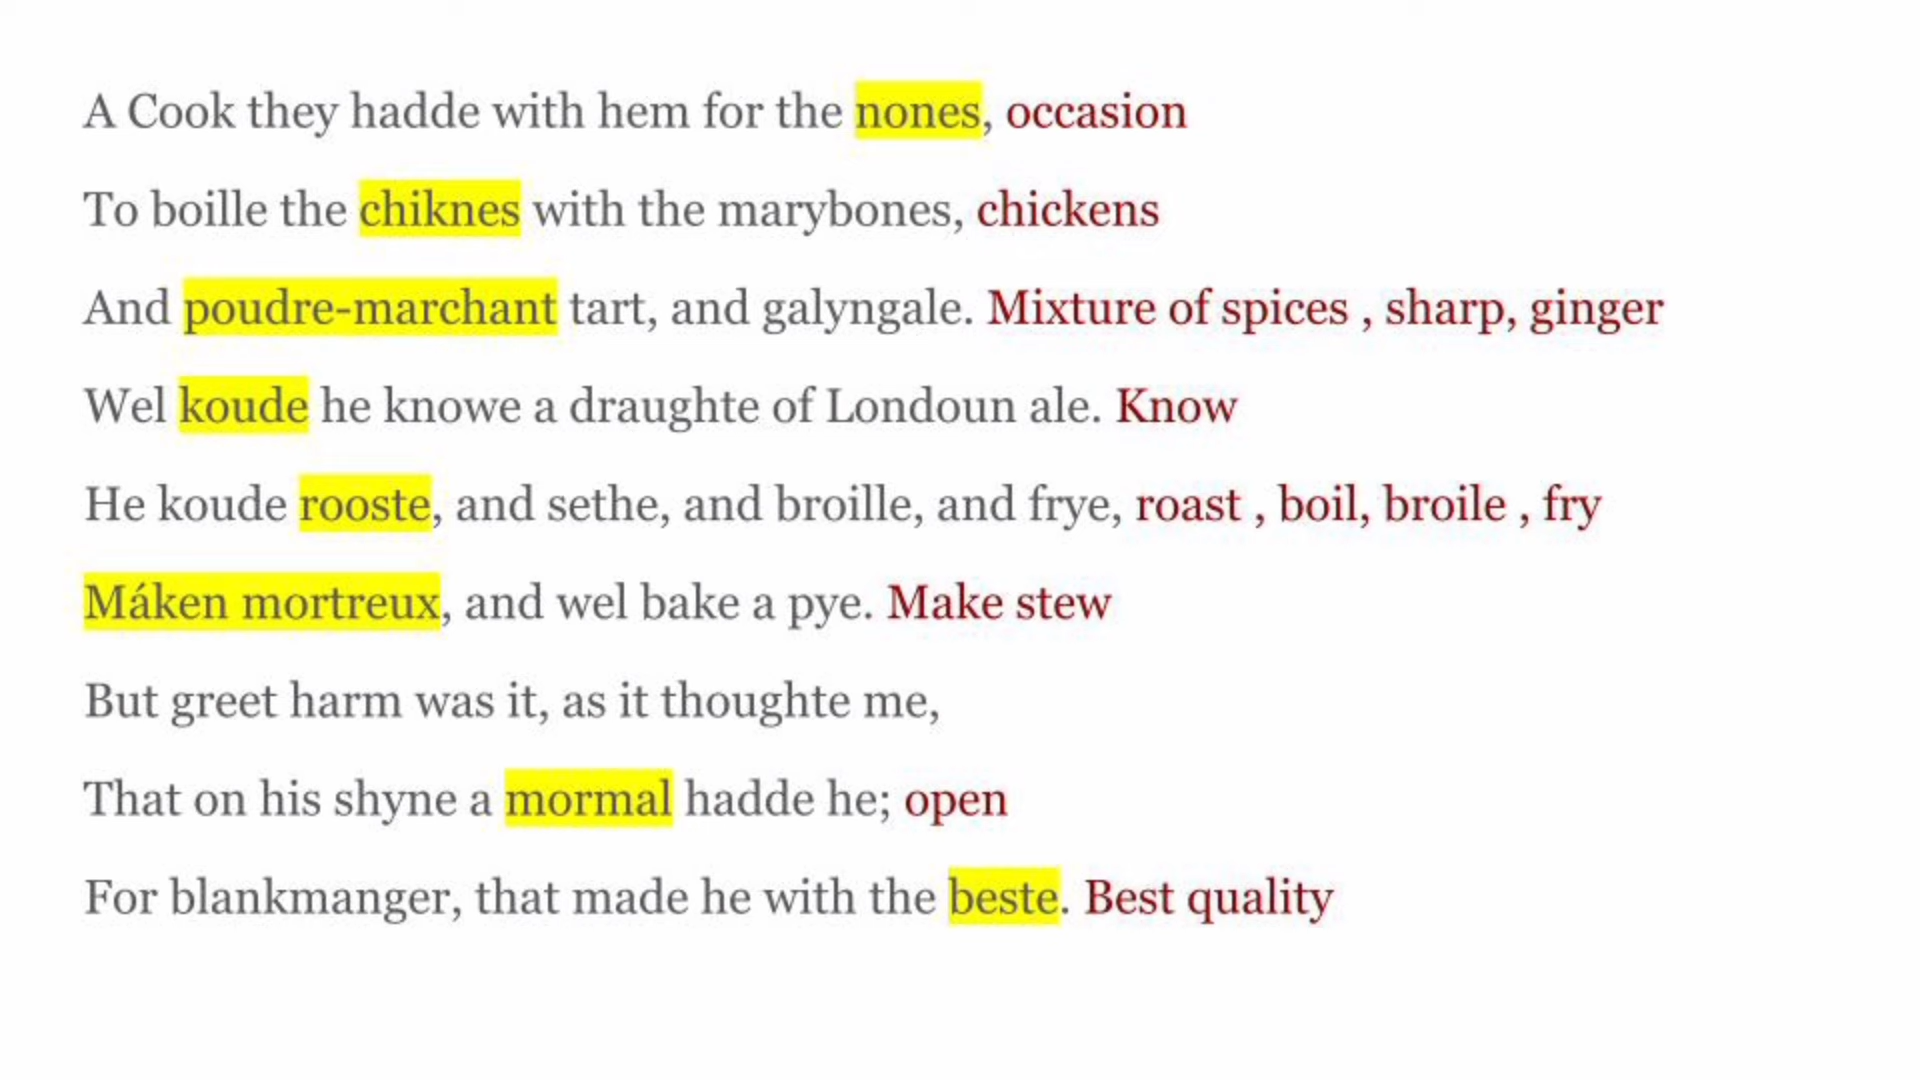 A Cook they hadde with hem for the nones, occasion
To boille the chiknes with the marybones, chickens
And poudre-marchant tart, and galyngale. Mixture of spices , sharp, ginger
Wel koude he knowe a draughte of Londoun ale. Know
He koude rooste, and sethe, and broille, and frye, roast , boil, broile , fry
Máken mortreux, and wel bake a pye. Make stew
But greet harm was it, as it thoughte me,
That on his shyne a mormal hadde he; open
For blankmanger, that made he with the beste. Best quality